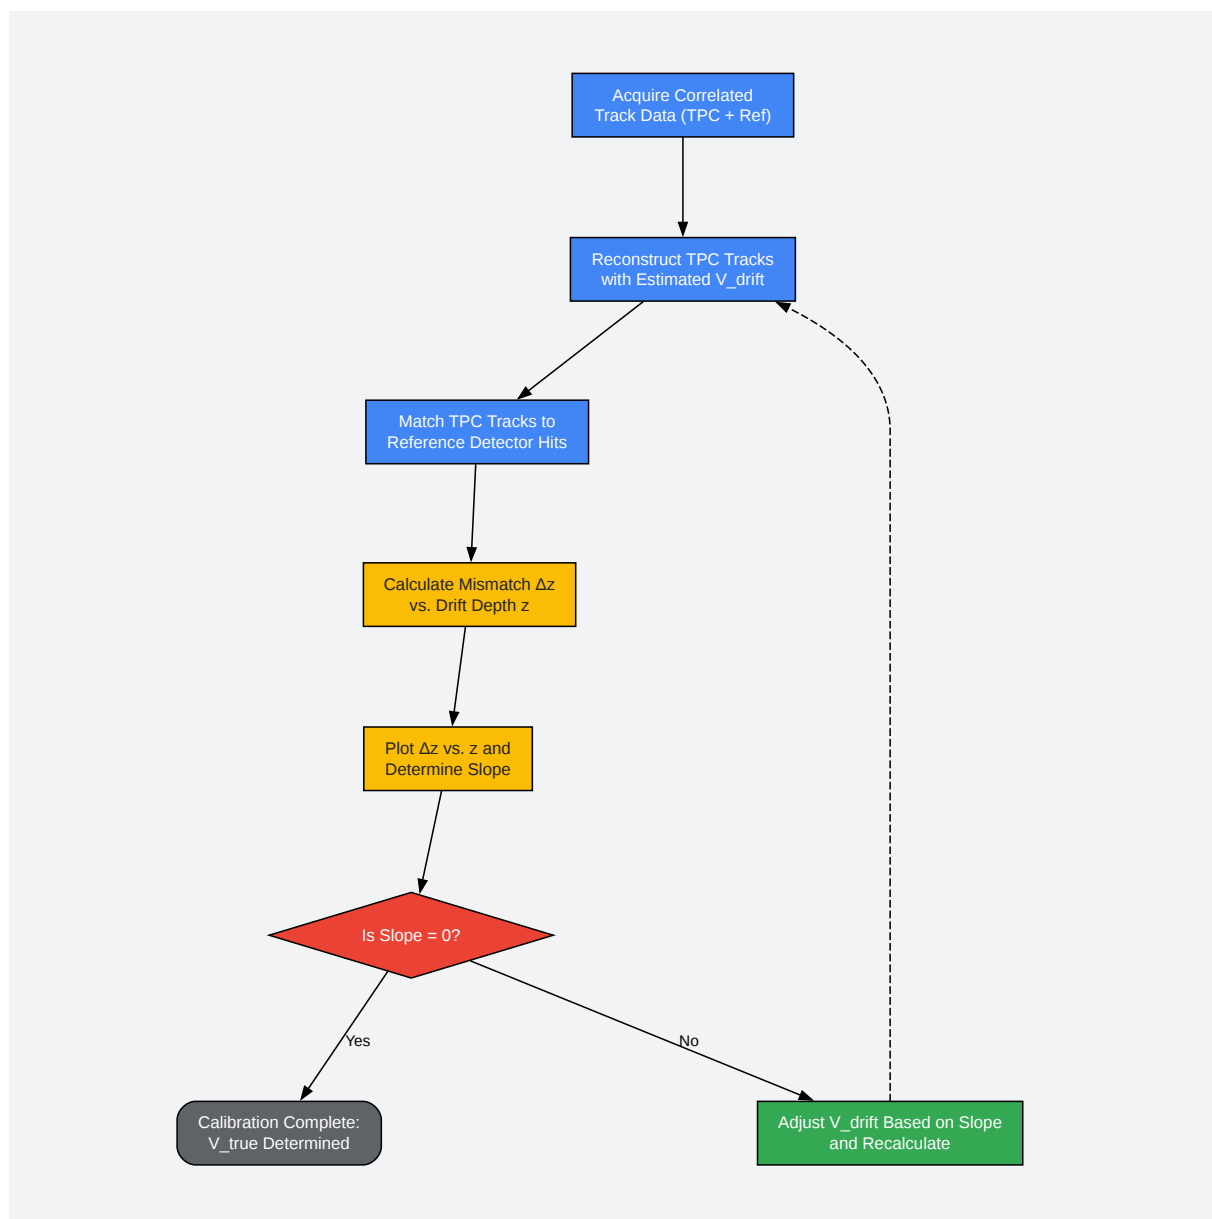 Acquire Correlated
Track Data (TPC + Ref)
Reconstruct TPC Tracks
with Estimated V_drift
Match TPC Tracks to
Reference Detector Hits
Calculate Mismatch Δz
vs. Drift Depth z
Plot Δz vs. z and
Determine Slope
Is Slope = 0?
Yes
No
Calibration Complete:
V_true Determined
Adjust V_drift Based on Slope
and Recalculate